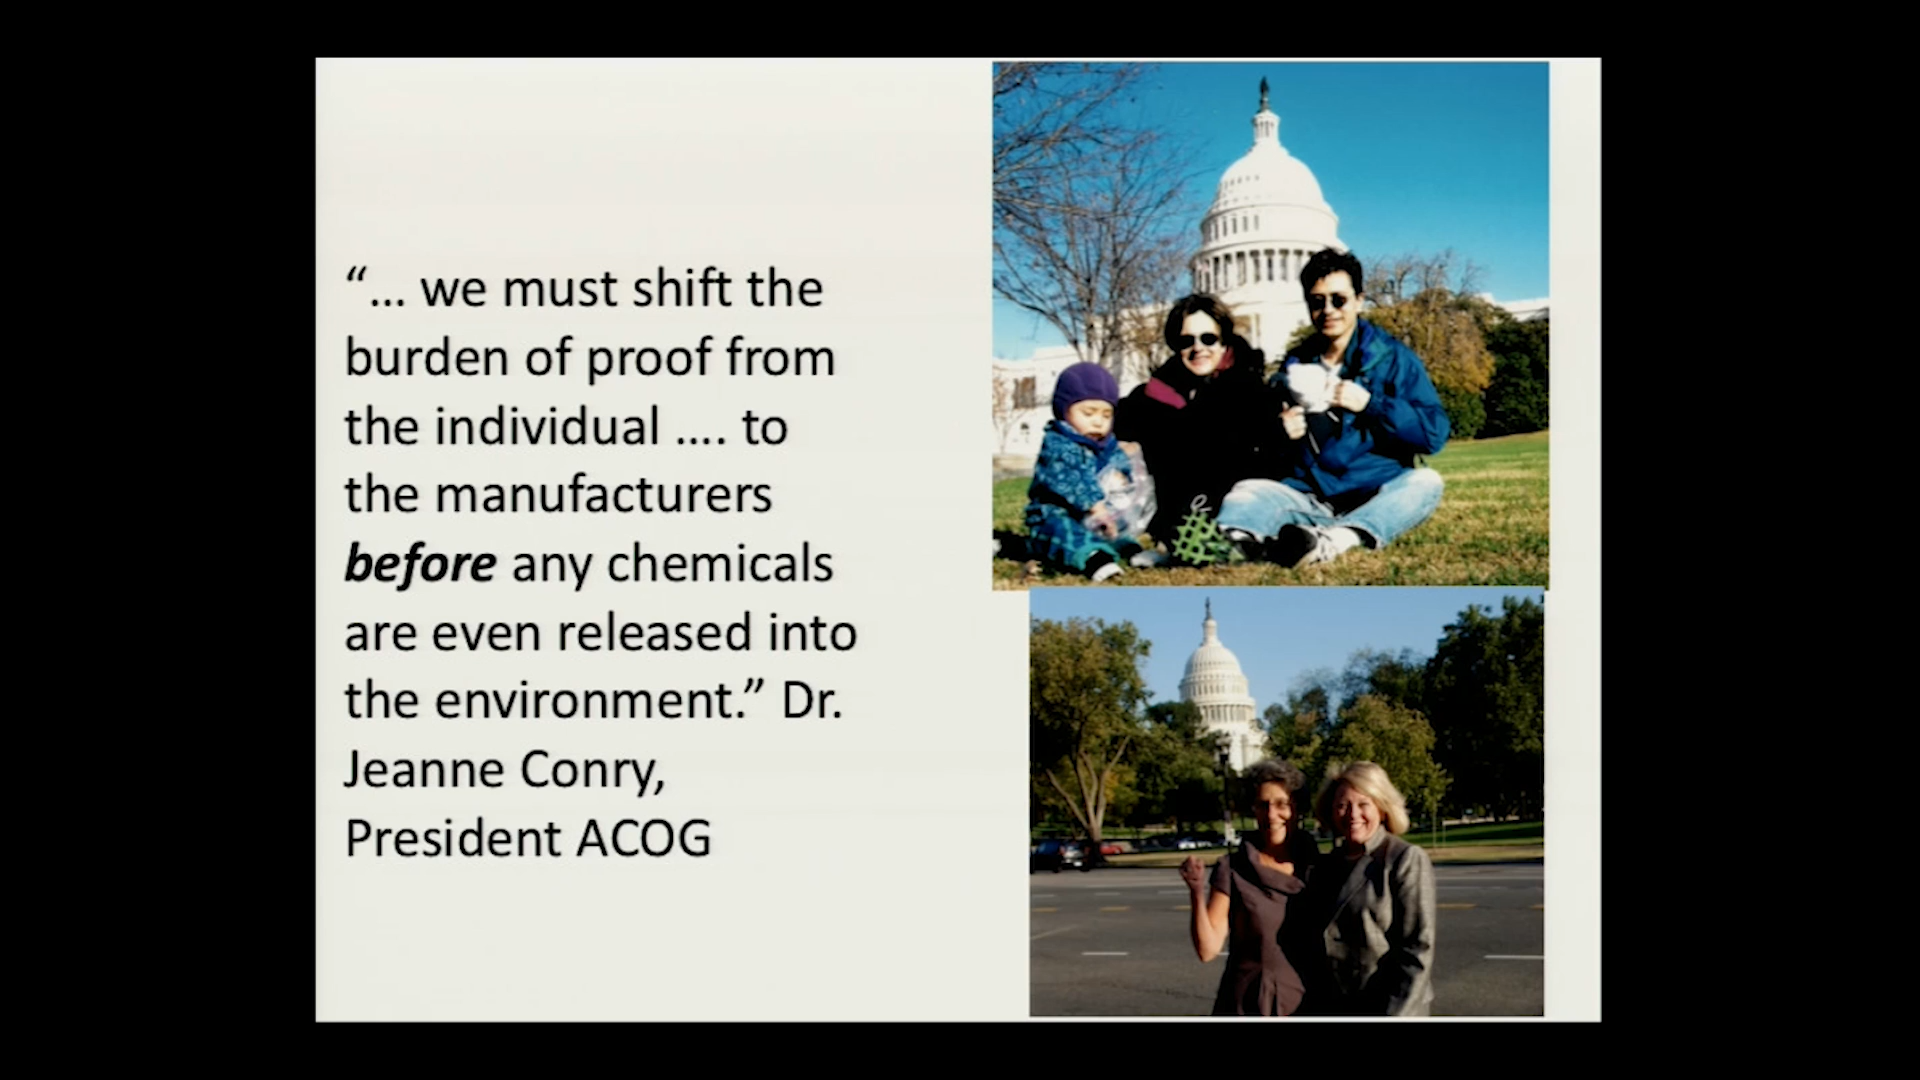 “... we must shift the
burden of proof from
the individual .... to
the manufacturers
before any chemicals
are even released into
the environment.” Dr.
Jeanne Conry,
President ACOG